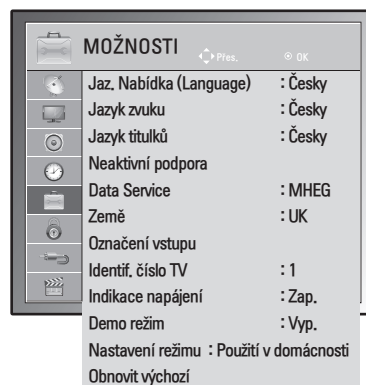 MOŽNOSTI Přes. OK
Jaz. Nabídka (Language) : Česky
Jazyk zvuku : Česky
Jazyk titulků : Česky
Neaktivní podpora
Data Service : MHEG
Země : UK
Označení vstupu
Identif. číslo TV : 1
Indikace napájení : Zap.
Demo režim : Vyp.
Nastavení režimu : Použití v domácnosti
Obnovit výchozí